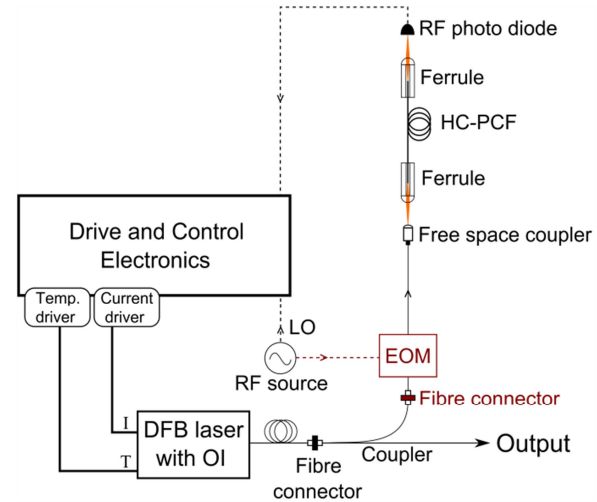 RF photo diode
Ferrule
HC-PCF
Ferrule
Free space coupler
Drive and Control
Electronics
Temp.
driver
Current
driver
LO
RF source
EOM
Fibre connector
I
T
DFB laser
with OI
Fibre
connector
Coupler
Output